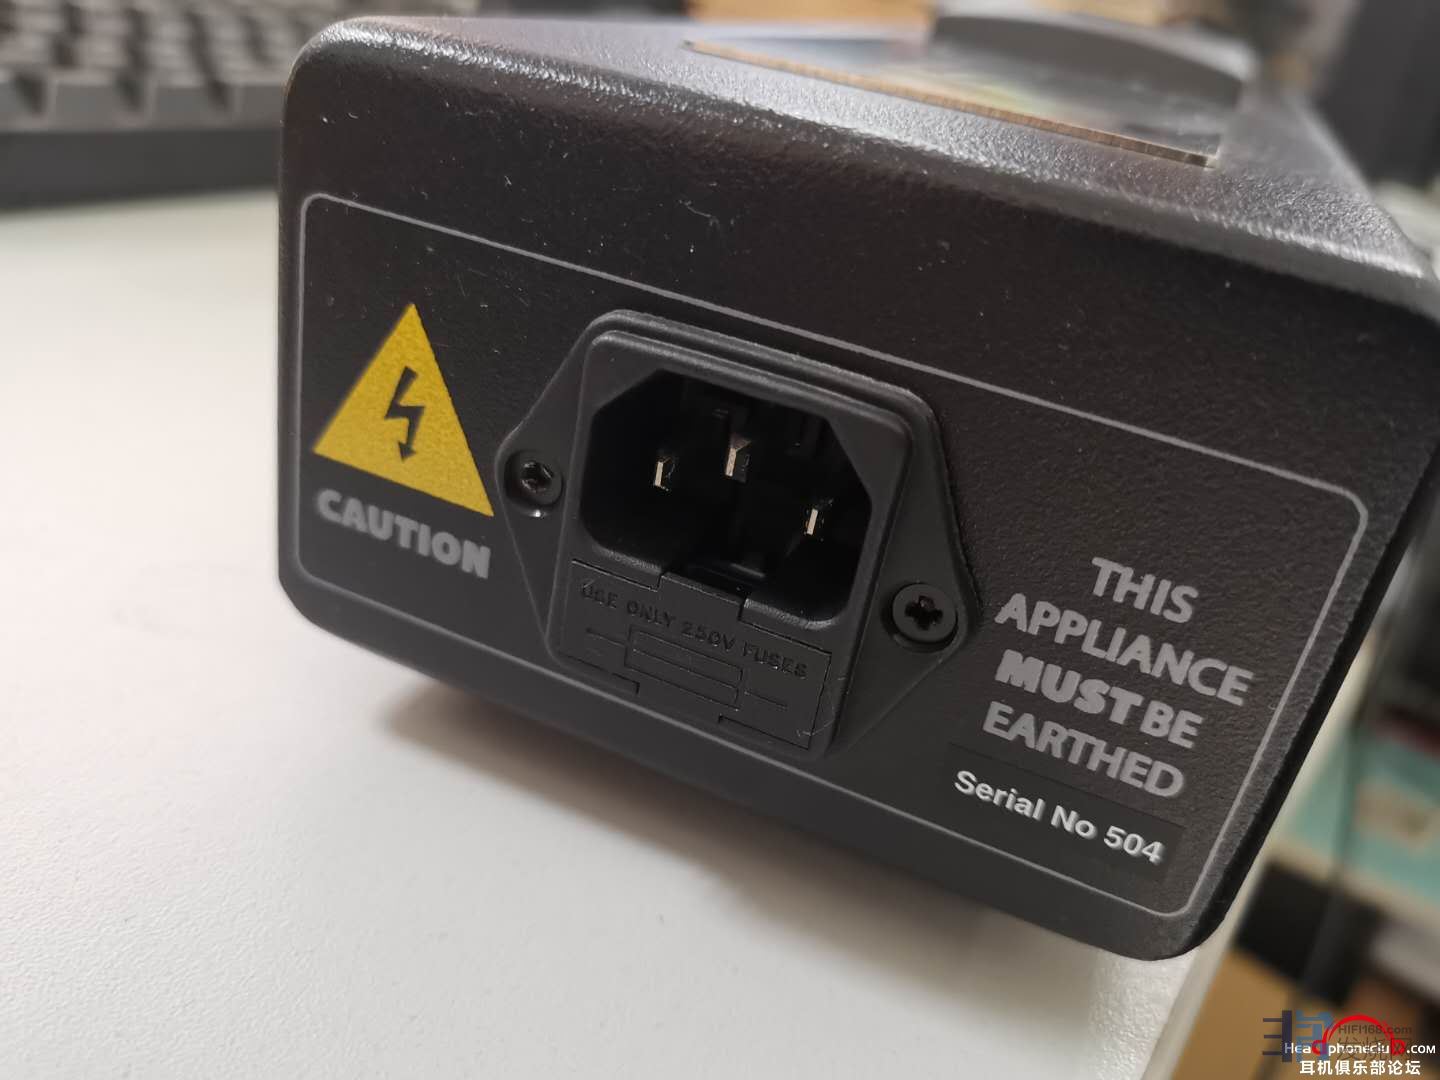 CAUTION
USE ONLY 250V FUSES
THIS
APPLIANCE
MUST BE
EARTHED
Serial No 504
HIFI168.com
耳机俱乐部论坛